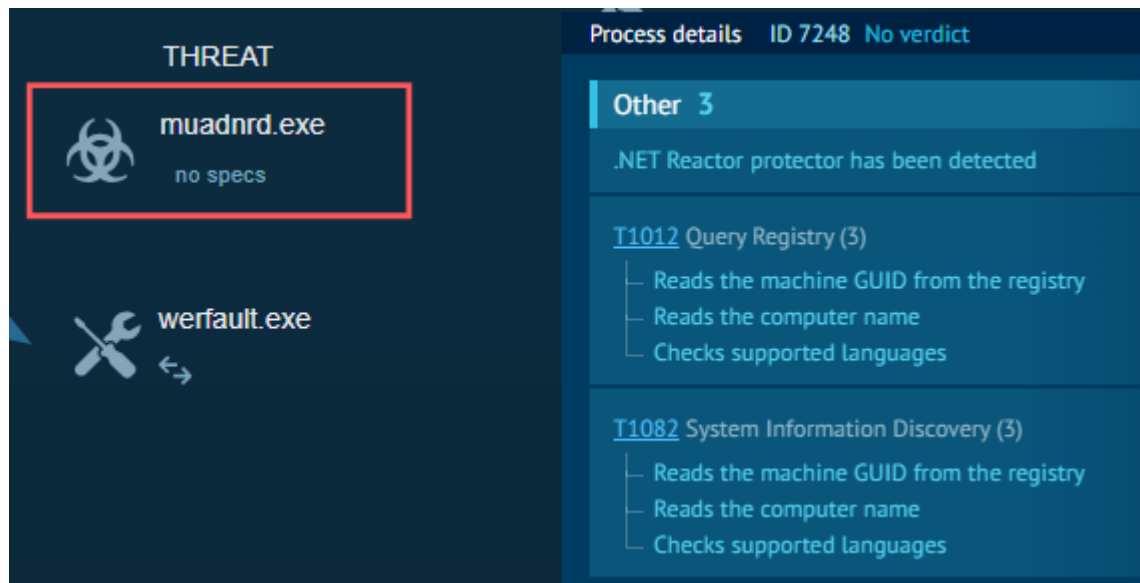 THREAT
muadnrd.exe
no specs
werfault.exe
Process details ID 7248 No verdict
Other 3
.NET Reactor protector has been detected
T1012 Query Registry (3)
Reads the machine GUID from the registry
Reads the computer name
Checks supported languages
T1082 System Information Discovery (3)
Reads the machine GUID from the registry
Reads the computer name
Checks supported languages